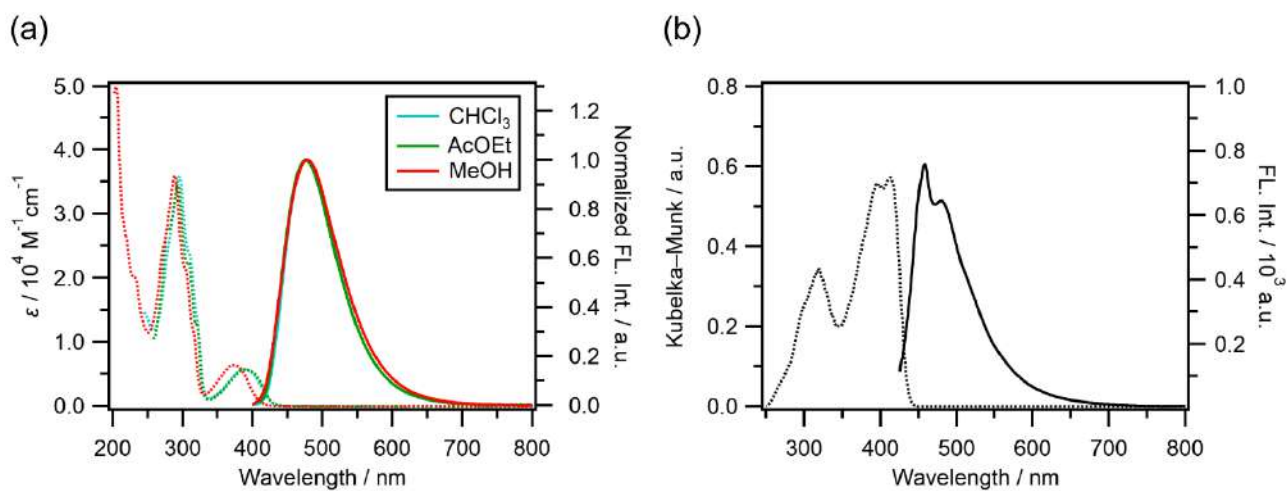 (a)
(b)
5.0
4.0
3.0
2.0
1.0
0.0
ε / 10⁴ M⁻¹ cm⁻¹
CHCl₃
AcOEt
MeOH
1.2
1.0
0.8
0.6
0.4
0.2
0.0
Normalized FL. Int. / a.u.
200 300 400 500 600 700 800
Wavelength / nm
0.8
0.6
0.4
0.2
0.0
Kubelka–Munk / a.u.
1.0
0.8
0.6
0.4
0.2
FL. Int. / 10³ a.u.
300 400 500 600 700 800
Wavelength / nm